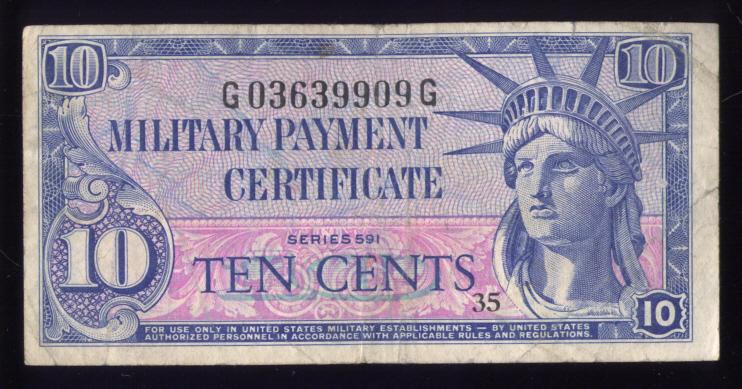 10 10
G03639909G
MILITARY PAYMENT
CERTIFICATE
SERIES 591
10 TEN CENTS
35
10
FOR USE ONLY IN UNITED STATES MILITARY ESTABLISHMENTS — BY UNITED STATES
AUTHORIZED PERSONNEL IN ACCORDANCE WITH APPLICABLE RULES AND REGULATIONS.